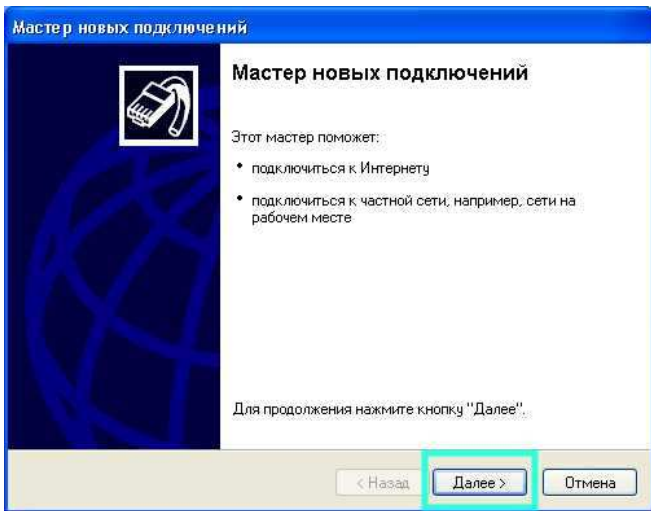 Мастер новых подключений
Мастер новых подключений
Этот мастер поможет:
• подключиться к Интернету
• подключиться к частной сети, например, сети на
рабочем месте
Для продолжения нажмите кнопку "Далее".
< Назад
Далее >
Отмена